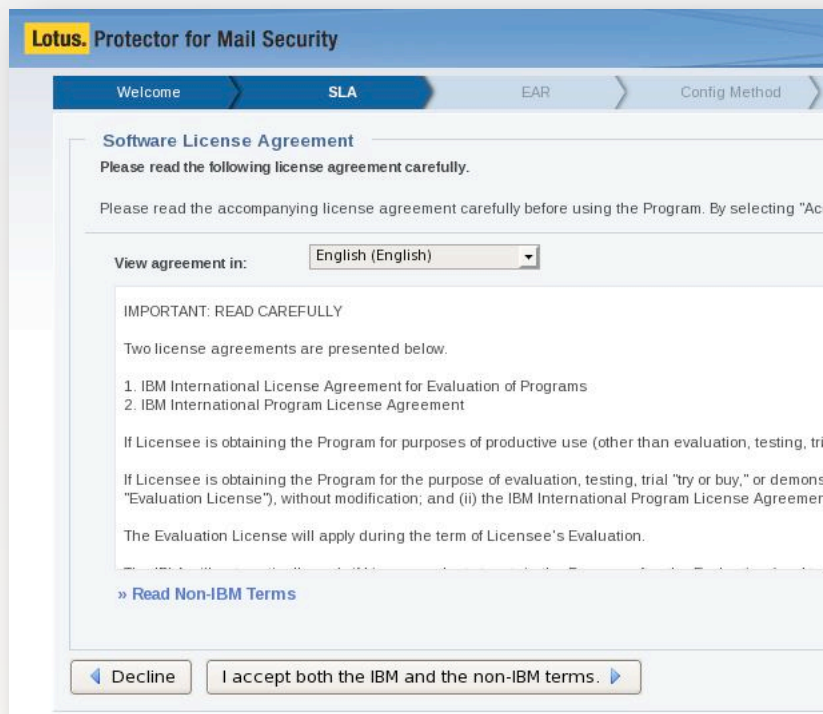 Lotus. Protector for Mail Security
Welcome SLA EAR Config Method
Software License Agreement
Please read the following license agreement carefully.
Please read the accompanying license agreement carefully before using the Program. By selecting "Ac
View agreement in: English (English)
IMPORTANT: READ CAREFULLY
Two license agreements are presented below.
1. IBM International License Agreement for Evaluation of Programs
2. IBM International Program License Agreement
If Licensee is obtaining the Program for purposes of productive use (other than evaluation, testing, tri
If Licensee is obtaining the Program for the purpose of evaluation, testing, trial "try or buy," or demons
"Evaluation License"), without modification; and (ii) the IBM International Program License Agreemer
The Evaluation License will apply during the term of Licensee's Evaluation.
» Read Non-IBM Terms
Decline I accept both the IBM and the non-IBM terms.